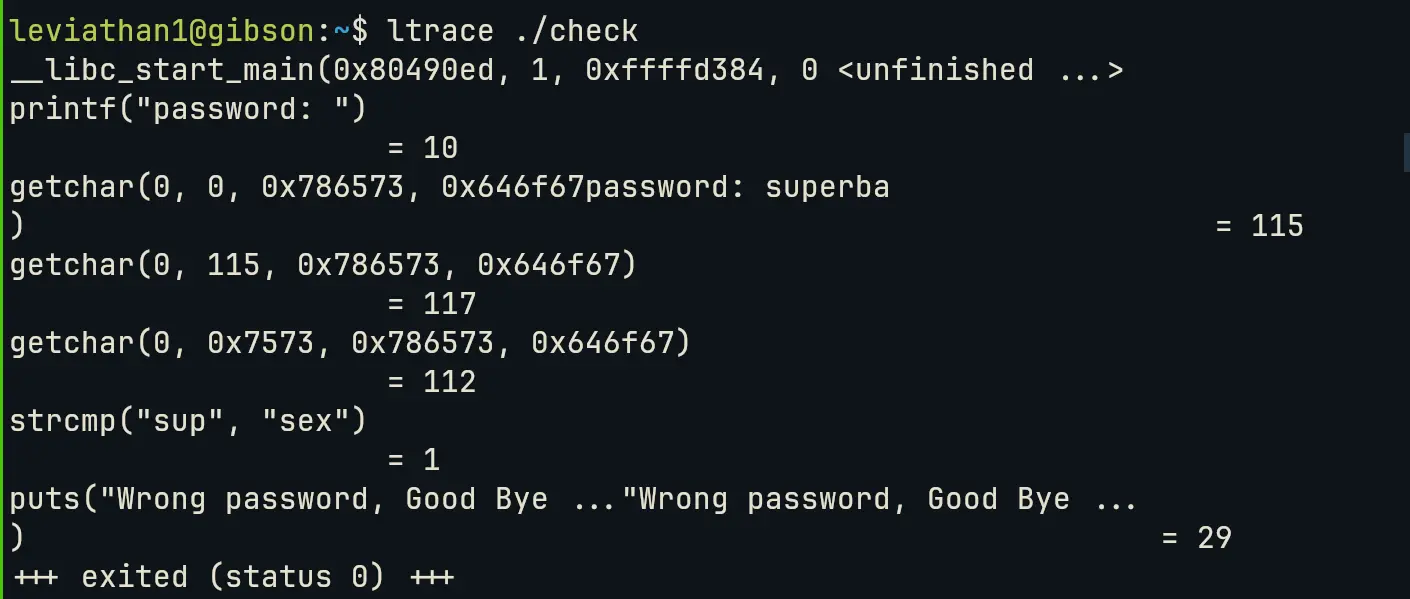 leviathan1@gibson:~$ ltrace ./check
__libc_start_main(0x80490ed, 1, 0xffffd384, 0 <unfinished ...>
printf("password: ")
= 10
getchar(0, 0, 0x786573, 0x646f67password: superba
) = 115
getchar(0, 115, 0x786573, 0x646f67)
= 117
getchar(0, 0x7573, 0x786573, 0x646f67)
= 112
strcmp("sup", "sex")
= 1
puts("Wrong password, Good Bye ..."Wrong password, Good Bye ...
) = 29
+++ exited (status 0) +++